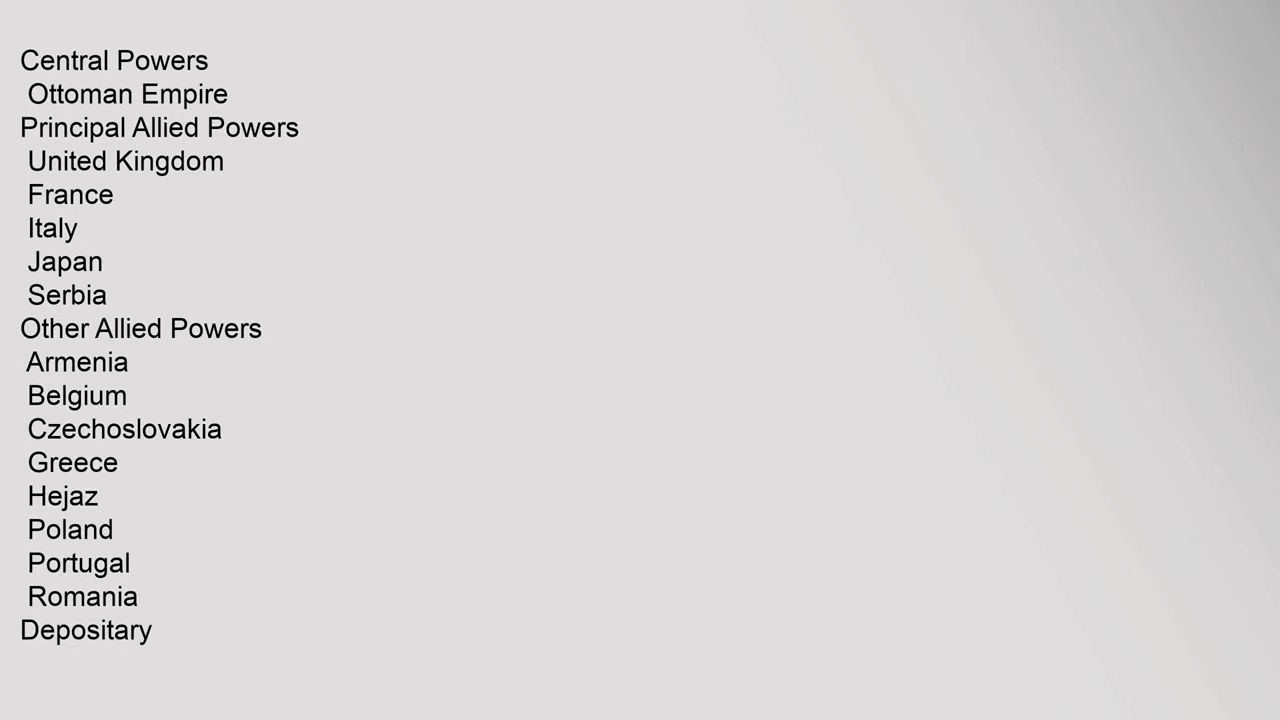 Central Powers
Ottoman Empire
Principal Allied Powers
United Kingdom
France
Italy
Japan
Serbia
Other Allied Powers
Armenia
Belgium
Czechoslovakia
Greece
Hejaz
Poland
Portugal
Romania
Depositary